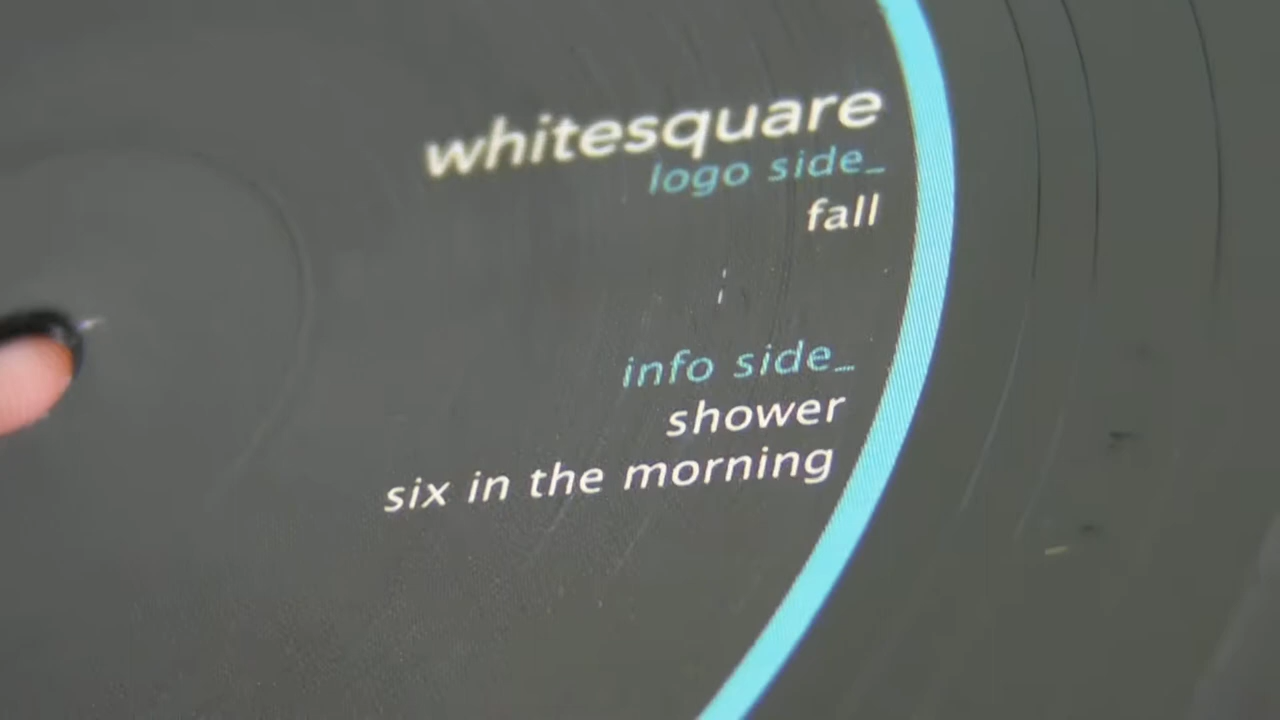 whitesquare
logo side_
fall
info side_
shower
six in the morning